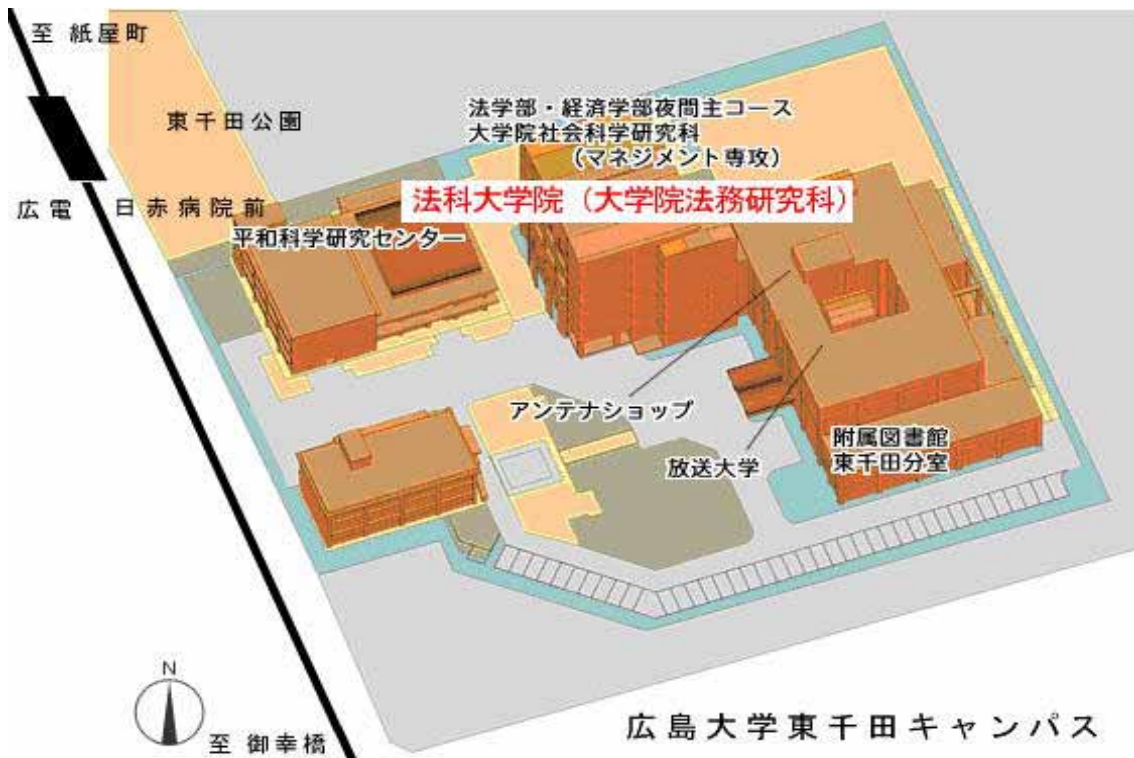 至 紙屋町
東千田公園
法学部・経済学部夜間主コース
大学院社会科学研究科
（マネジメント専攻）
法科大学院（大学院法務研究科）
広電
日赤病院前
平和科学研究センター
アンテナショップ
放送大学
附属図書館
東千田分室
N
至 御幸橋
広島大学東千田キャンパス